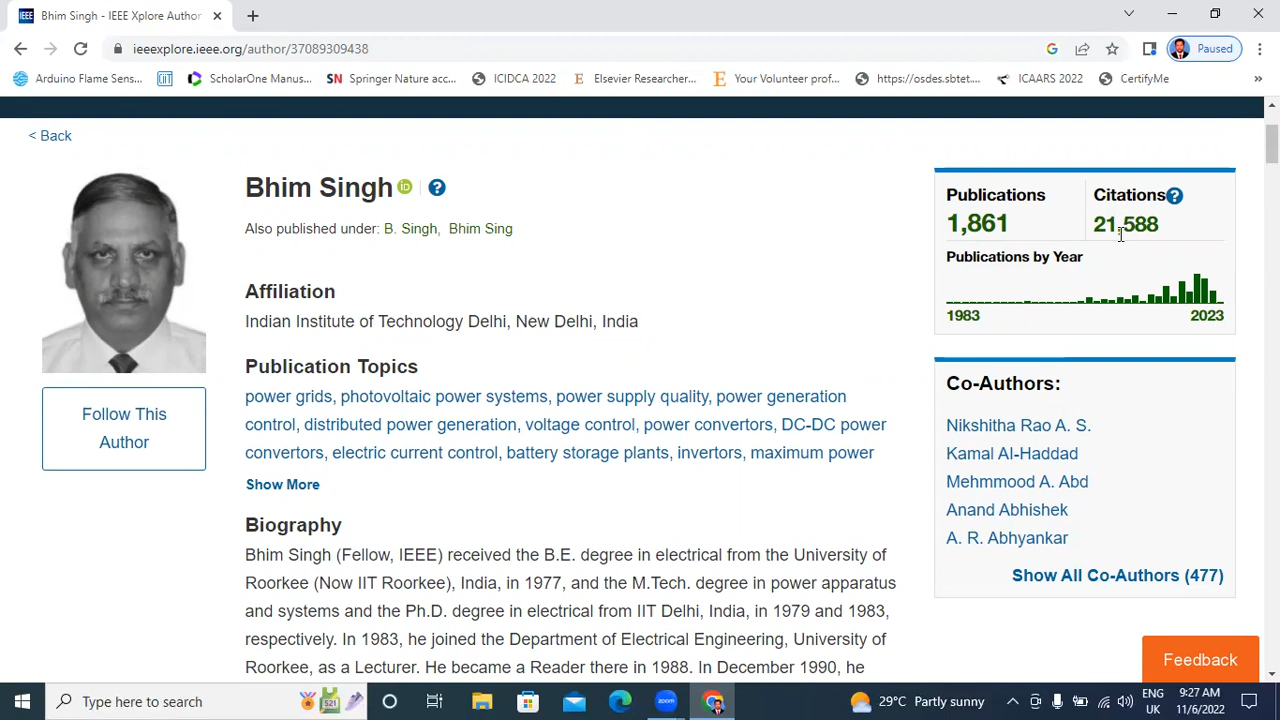 Bhim Singh - IEEE Xplore Author
ieeexplore.ieee.org/author/37089309438
Paused
Arduino Flame Sens...
ScholarOne Manus...
SN Springer Nature acc...
ICIDCA 2022
E Elsevier Researcher...
E Your Volunteer prof...
https://osdes.sbtet....
ICAARS 2022
CertifyMe
»
< Back
Bhim Singh
Also published under: B. Singh, Bhim Sing
Affiliation
Indian Institute of Technology Delhi, New Delhi, India
Publication Topics
power grids, photovoltaic power systems, power supply quality, power generation
control, distributed power generation, voltage control, power convertors, DC-DC power
convertors, electric current control, battery storage plants, invertors, maximum power
Show More
Biography
Bhim Singh (Fellow, IEEE) received the B.E. degree in electrical from the University of
Roorkee (Now IIT Roorkee), India, in 1977, and the M.Tech. degree in power apparatus
and systems and the Ph.D. degree in electrical from IIT Delhi, India, in 1979 and 1983,
respectively. In 1983, he joined the Department of Electrical Engineering, University of
Roorkee, as a Lecturer. He became a Reader there in 1988. In December 1990, he
Follow This
Author
Publications
1,861
Citations
21,588
Publications by Year
1983 2023
Co-Authors:
Nikshitha Rao A. S.
Kamal Al-Haddad
Mehmmood A. Abd
Anand Abhishek
A. R. Abhyankar
Show All Co-Authors (477)
Feedback
Type here to search
521
zoom
29°C Partly sunny
ENG
UK
9:27 AM
11/6/2022